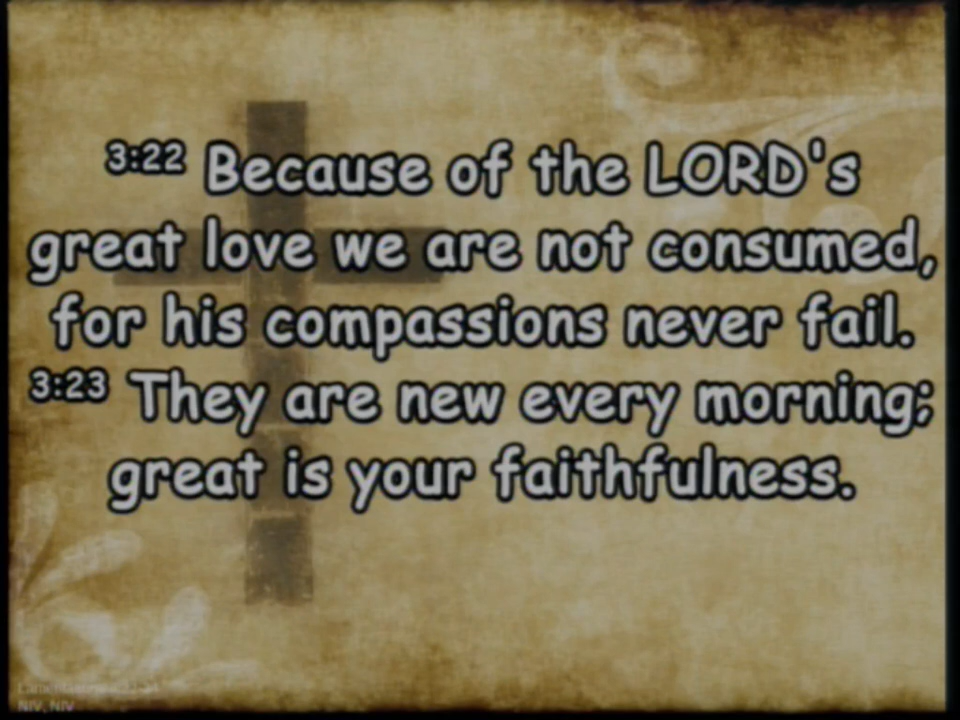 3:22 Because of the LORD's
great love we are not consumed,
for his compassions never fail.
3:23 They are new every morning;
great is your faithfulness.
NIV, NIV